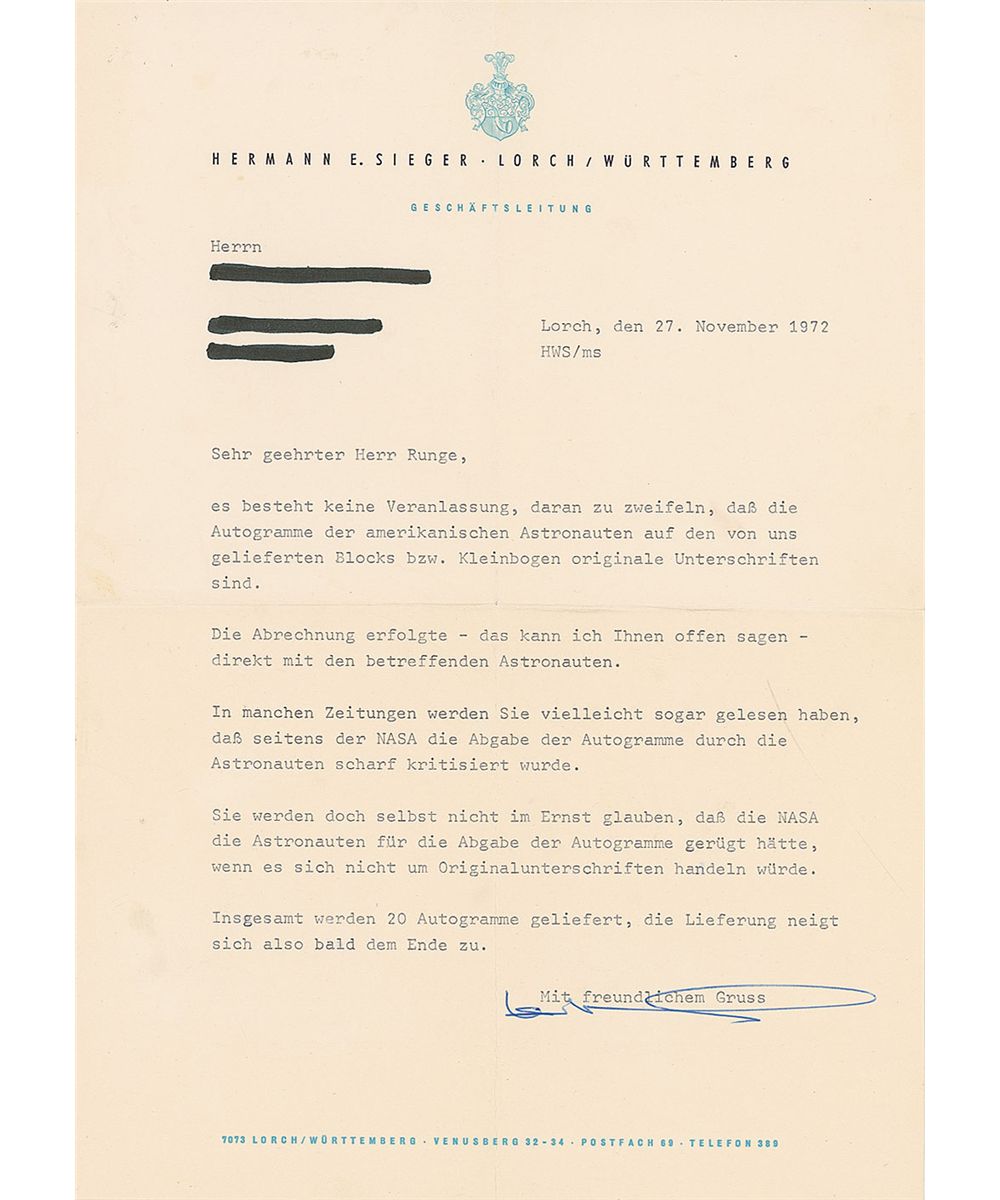 HERMANN E. SIEGER · LORCH/WÜRTTEMBERG
GESCHÄFTSLEITUNG
Herrn
Lorch, den 27. November 1972
HWS/ms
Sehr geehrter Herr Runge,
es besteht keine Veranlassung, daran zu zweifeln, daß die
Autogramme der amerikanischen Astronauten auf den von uns
gelieferten Blocks bzw. Kleinbogen originale Unterschriften
sind.
Die Abrechnung erfolgte - das kann ich Ihnen offen sagen -
direkt mit den betreffenden Astronauten.
In manchen Zeitungen werden Sie vielleicht sogar gelesen haben,
daß seitens der NASA die Abgabe der Autogramme durch die
Astronauten scharf kritisiert wurde.
Sie werden doch selbst nicht im Ernst glauben, daß die NASA
die Astronauten für die Abgabe der Autogramme gerügt hätte,
wenn es sich nicht um Originalunterschriften handeln würde.
Insgesamt werden 20 Autogramme geliefert, die Lieferung neigt
sich also bald dem Ende zu.
Mit freundlichem Gruss
7073 LORCH/WÜRTTEMBERG · VENUSBERG 32-34 · POSTFACH 69 · TELEFON 389